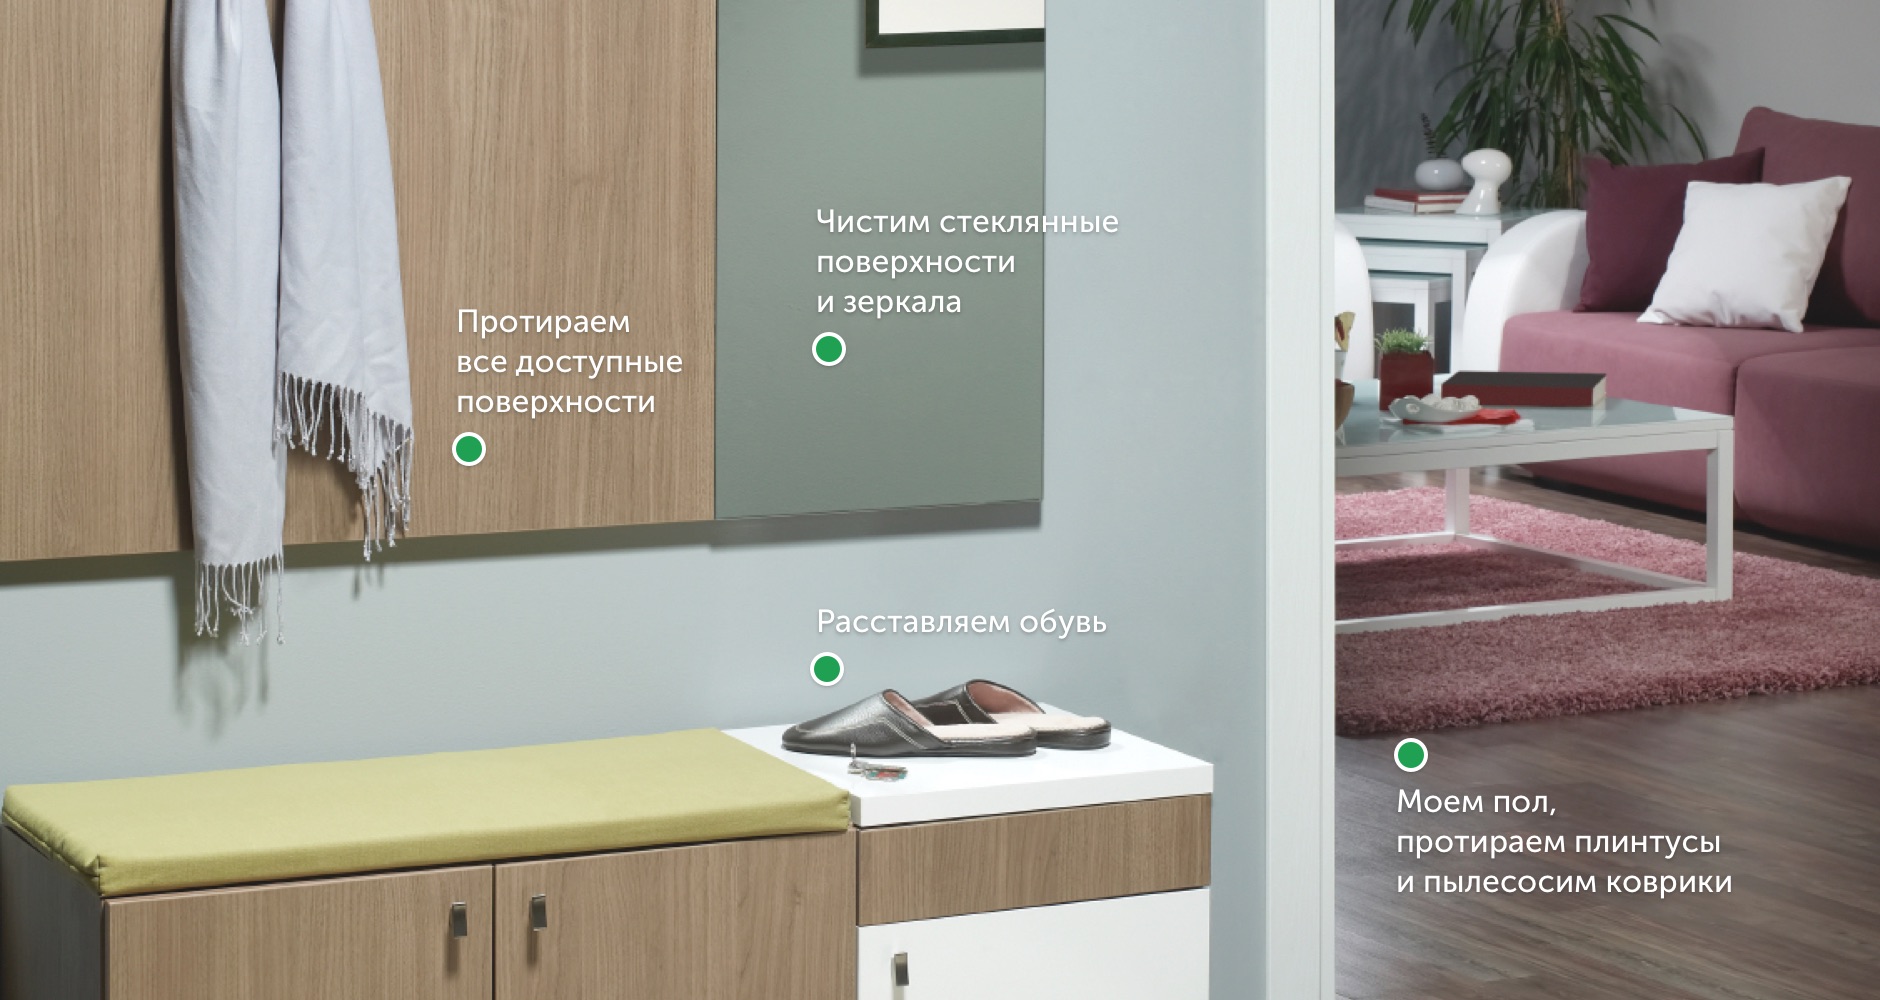 Чистим стеклянные
поверхности
и зеркала
Протираем
все доступные
поверхности
Расставляем обувь
Моем пол,
протираем плинтусы
и пылесосим коврики